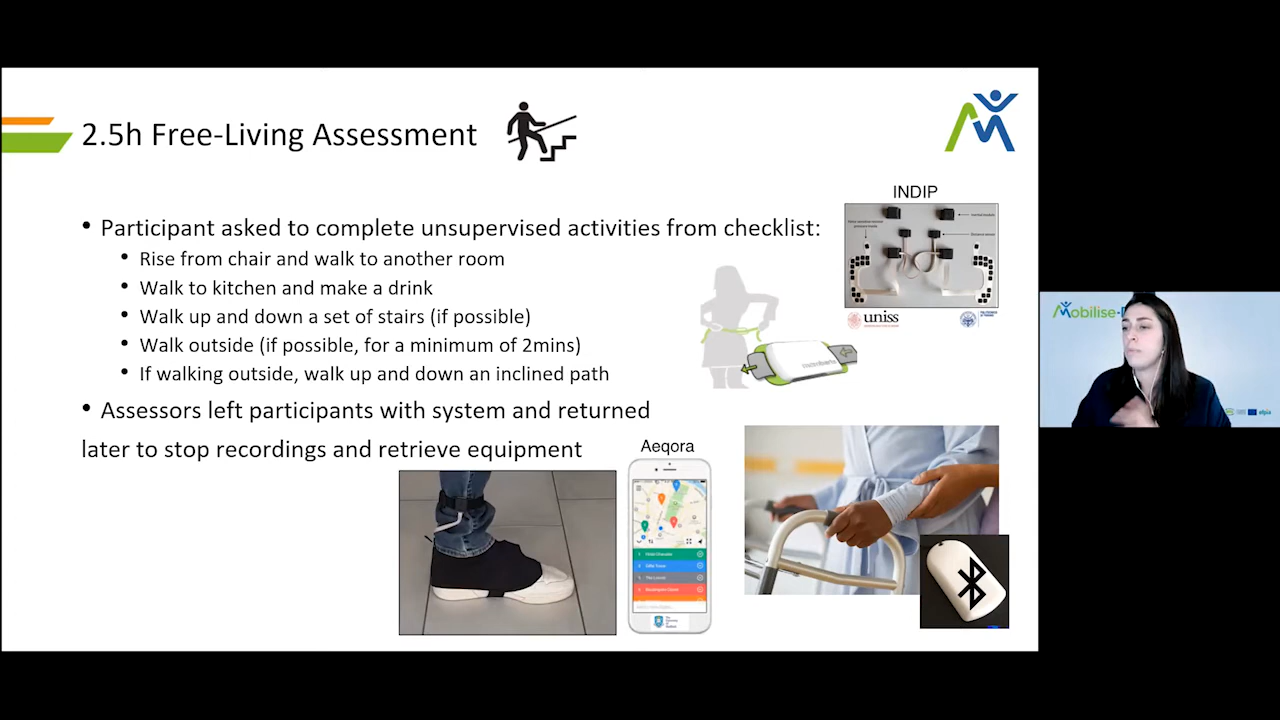 2.5h Free-Living Assessment
INDIP
• Participant asked to complete unsupervised activities from checklist:
• Rise from chair and walk to another room
• Walk to kitchen and make a drink
• Walk up and down a set of stairs (if possible)
• Walk outside (if possible, for a minimum of 2mins)
• If walking outside, walk up and down an inclined path
• Assessors left participants with system and returned
later to stop recordings and retrieve equipment
uniss
Aeqora
Mobilise-